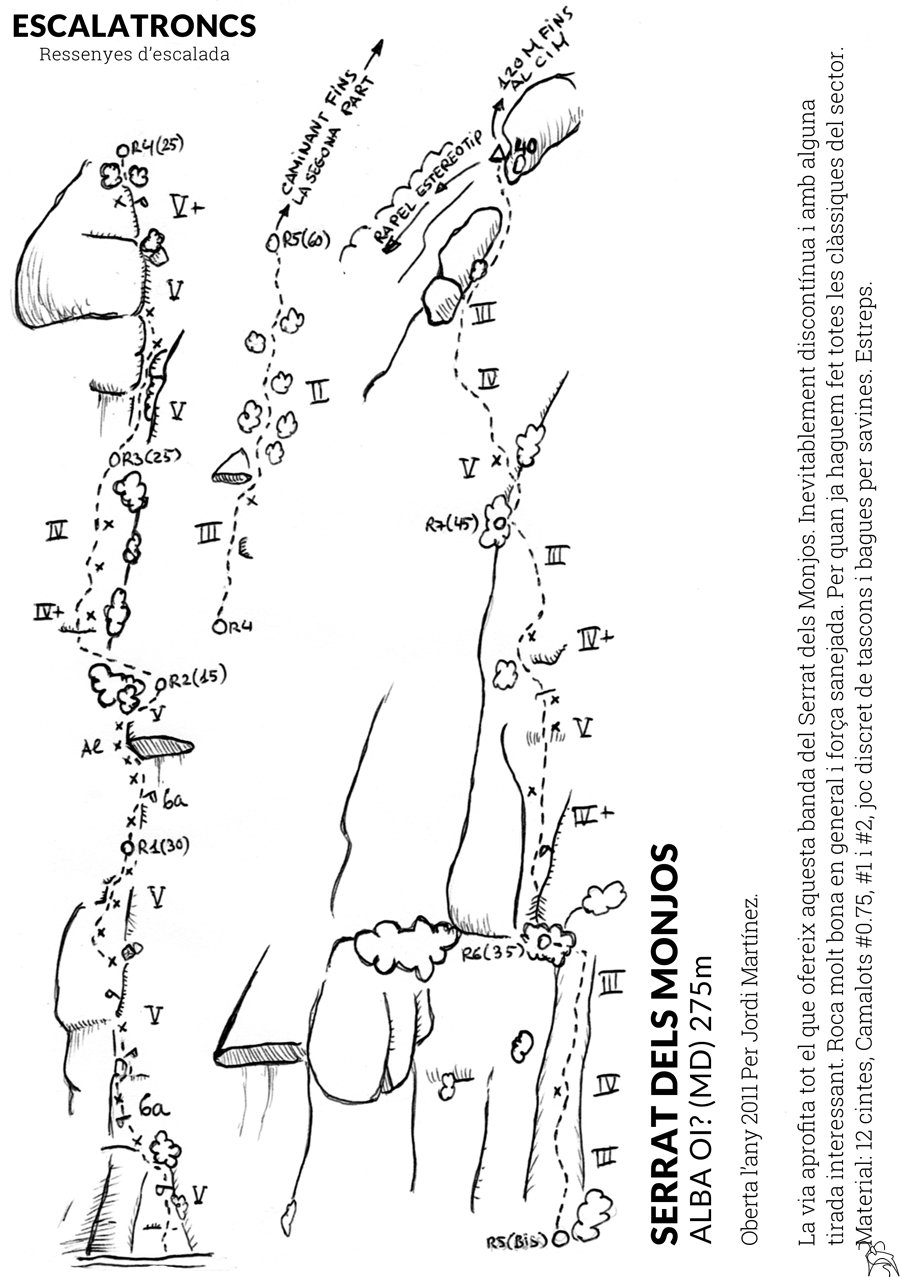 ESCALATRONCS
Ressenyes d'escalada
R4(25)
V+
V
V
R3(25)
IV
IV+
R2(15)
V
Ae
6a
R1(30)
V
V
6a
V
CAMINANT FINS
LA SEGONA PART
R5(60)
II
III
R4
120 M FINS
AL CIM
40
RAPEL ESTEREOTIP
III
IV
V
R7(45)
III
IV+
V
IV+
R6(35)
III
IV
III
R5(Bis)
SERRAT DELS MONJOS
ALBA OI? (MD) 275m
Oberta l'any 2011 Per Jordi Martínez.
La via aprofita tot el que ofereix aquesta banda del Serrat dels Monjos. Inevitablement discontínua i amb alguna
tirada interessant. Roca molt bona en general i força sanejada. Per quan ja haguem fet totes les clàssiques del sector.
Material: 12 cintes, Camalots #0.75, #1 i #2, joc discret de tascons i bagues per savines. Estreps.